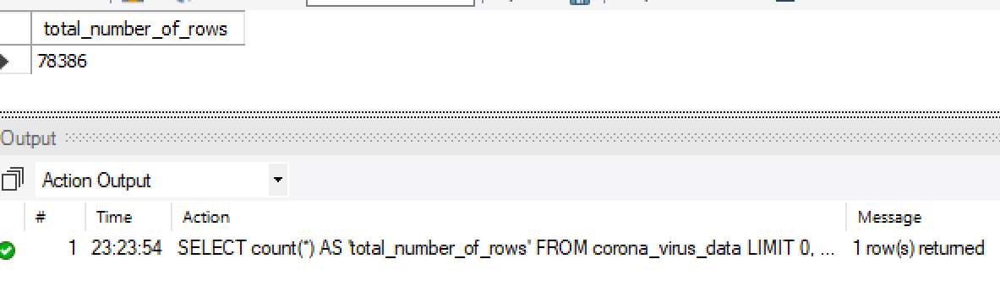 total_number_of_rows
78386
Output
Action Output
# Time Action Message
1 23:23:54 SELECT count(*) AS 'total_number_of_rows' FROM corona_virus_data LIMIT 0, ... 1 row(s) returned